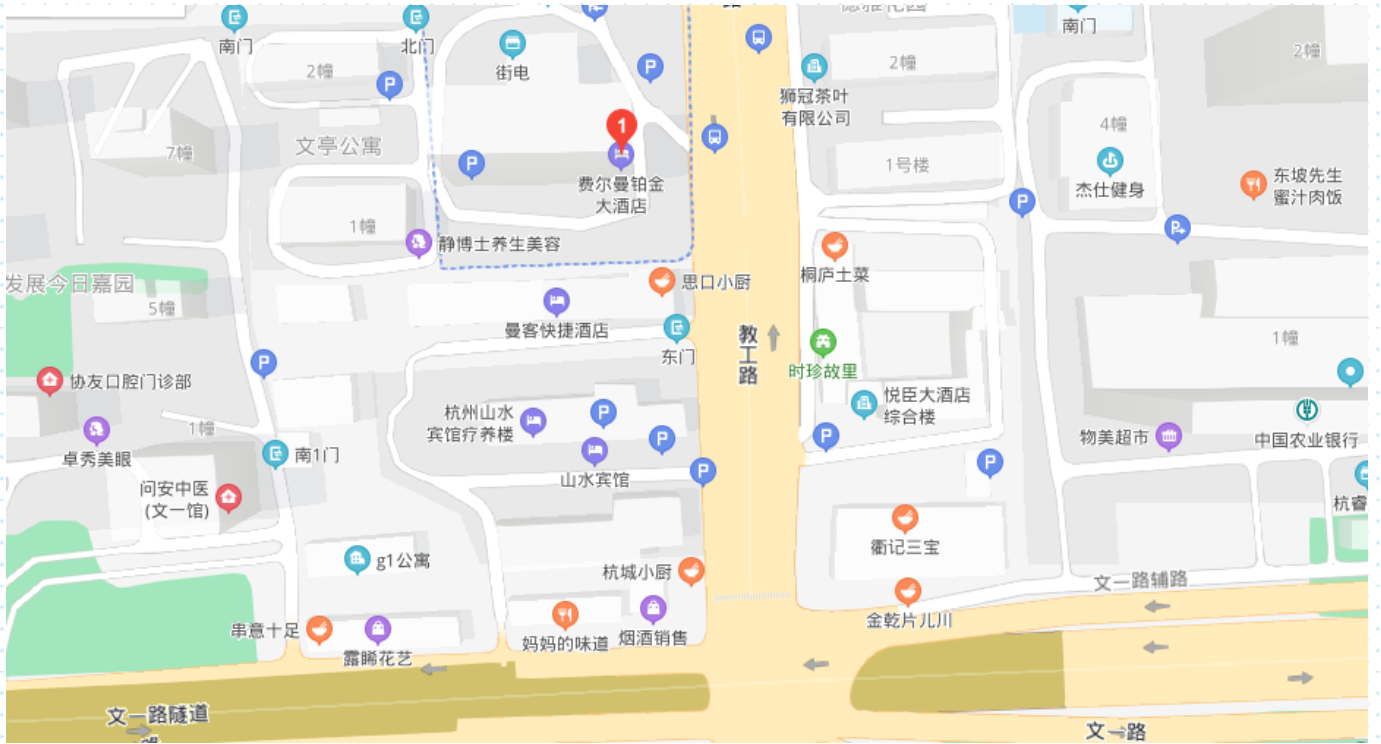 南门
北门
2幢
街电
文亭公寓
7幢
1
费尔曼铂金
大酒店
1幢
静博士养生美容
发展今日嘉园
5幢
曼客快捷酒店
思口小厨
东门
协友口腔门诊部
1幢
卓秀美眼
南1门
问安中医
(文一馆)
杭州山水
宾馆疗养楼
山水宾馆
g1公寓
杭城小厨
串意十足
露晞花艺
妈妈的味道
烟酒销售
文一路隧道
路
教工路
2幢
狮冠茶叶
有限公司
1号楼
南门
2幢
4幢
杰仕健身
东坡先生
蜜汁肉饭
桐庐土菜
时珍故里
悦臣大酒店
综合楼
1幢
物美超市
中国农业银行
杭睿
衢记三宝
金乾片儿川
文一路辅路
文一路
P
P
P
P
P
P
P
P
P
P
P
P